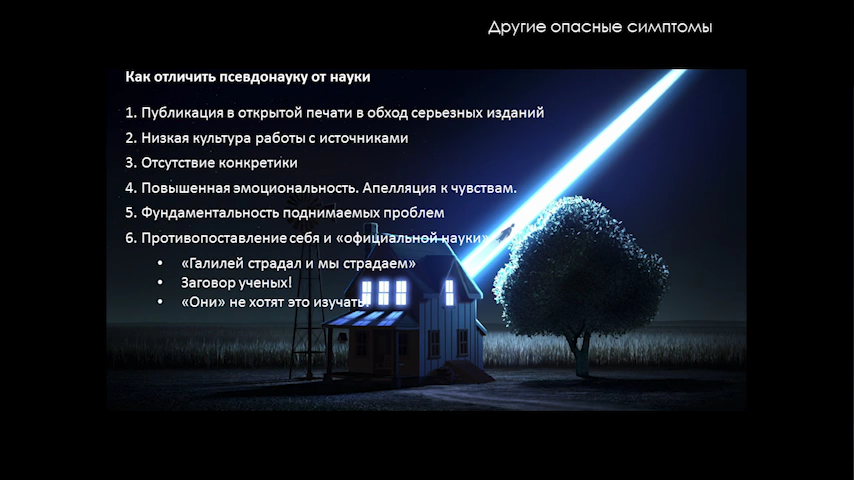 Другие опасные симптомы
Как отличить псевдонауку от науки
1. Публикация в открытой печати в обход серьезных изданий
2. Низкая культура работы с источниками
3. Отсутствие конкретики
4. Повышенная эмоциональность. Апелляция к чувствам.
5. Фундаментальность поднимаемых проблем
6. Противопоставление себя и «официальной науки»
• «Галилей страдал и мы страдаем»
• Заговор ученых!
• «Они» не хотят это изучать!